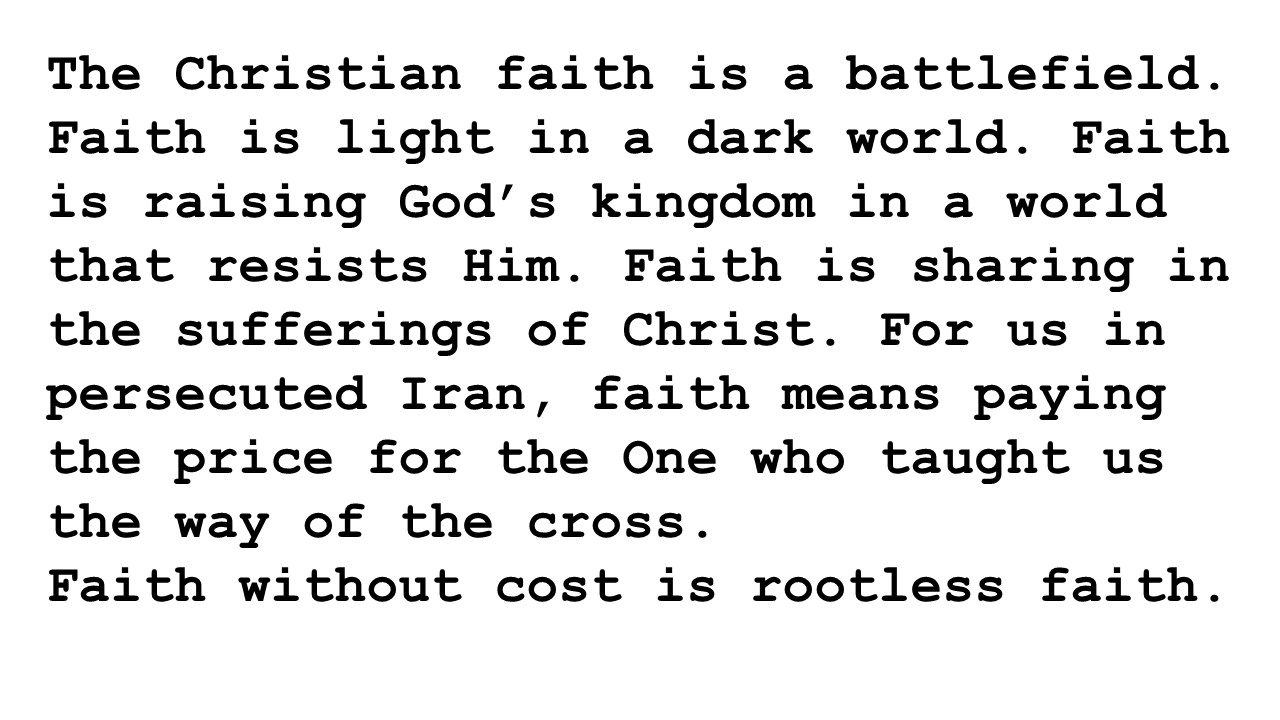 The Christian faith is a battlefield.
Faith is light in a dark world. Faith
is raising God’s kingdom in a world
that resists Him. Faith is sharing in
the sufferings of Christ. For us in
persecuted Iran, faith means paying
the price for the One who taught us
the way of the cross.
Faith without cost is rootless faith.